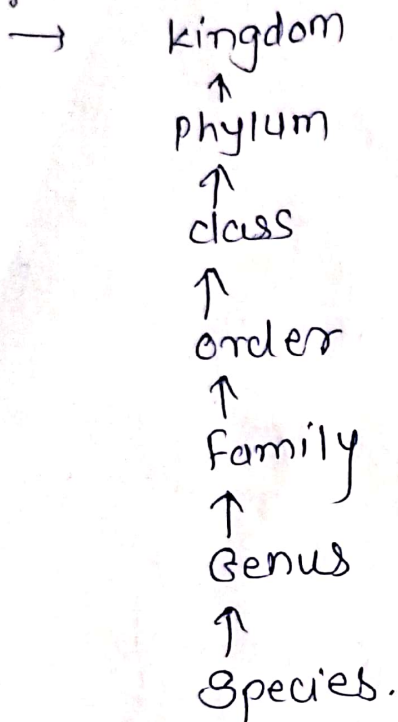 → kingdom
↑
phylum
↑
class
↑
order
↑
Family
↑
Genus
↑
Species.